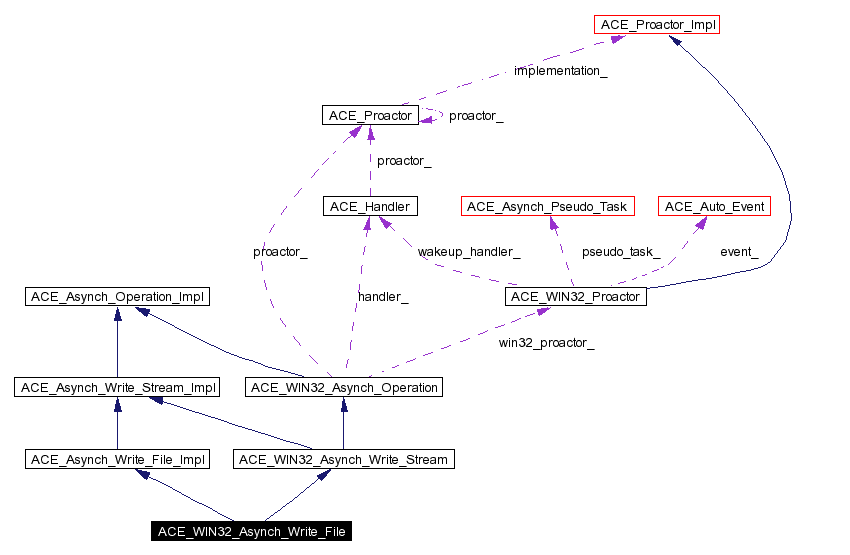 ACE_Proactor_Impl
implementation_
ACE_Proactor
proactor_
proactor_
ACE_Handler
ACE_Asynch_Pseudo_Task
ACE_Auto_Event
proactor_
wakeup_handler_
pseudo_task_
event_
ACE_Asynch_Operation_Impl
handler_
ACE_WIN32_Proactor
win32_proactor_
ACE_Asynch_Write_Stream_Impl
ACE_WIN32_Asynch_Operation
ACE_Asynch_Write_File_Impl
ACE_WIN32_Asynch_Write_Stream
ACE_WIN32_Asynch_Write_File